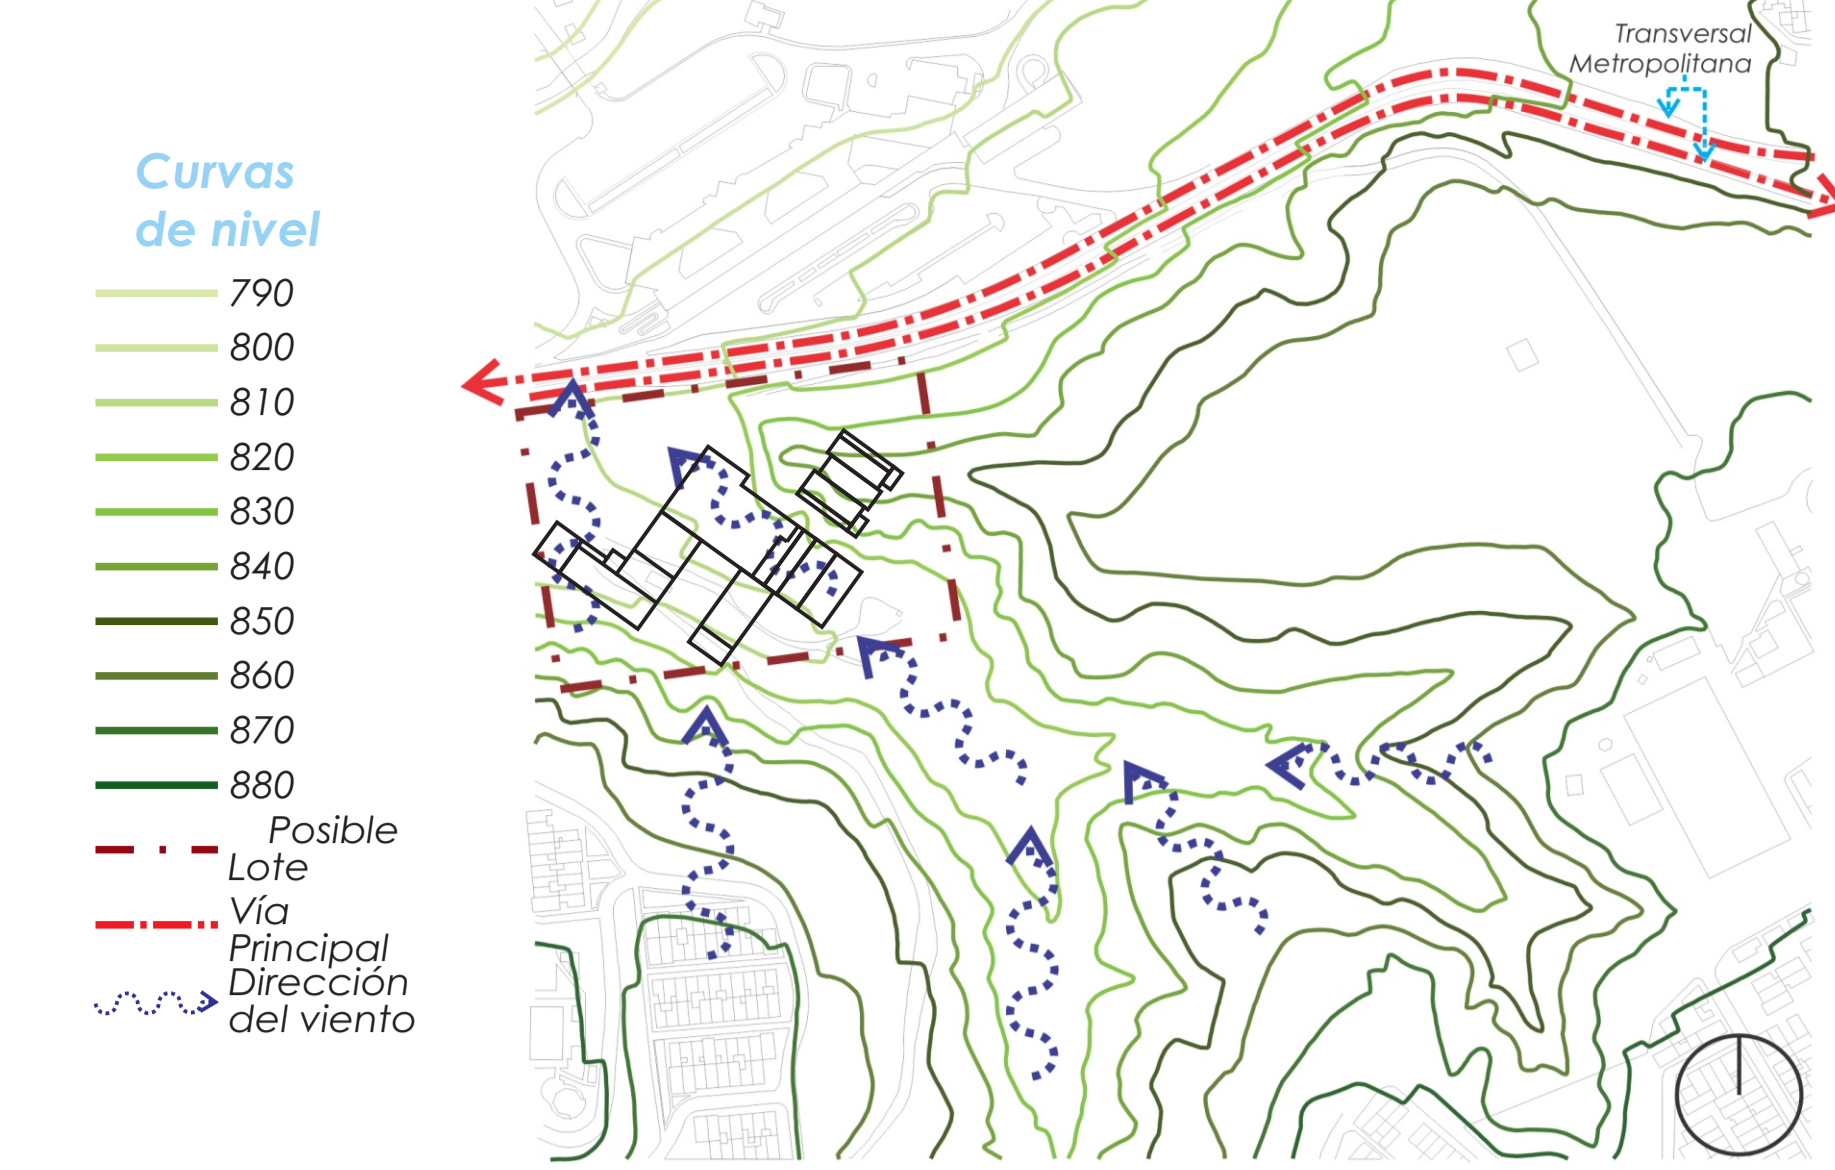 Transversal
Metropolitana
Curvas
de nivel
790
800
810
820
830
840
850
860
870
880
Posible
Lote
Vía
Principal
Dirección
del viento